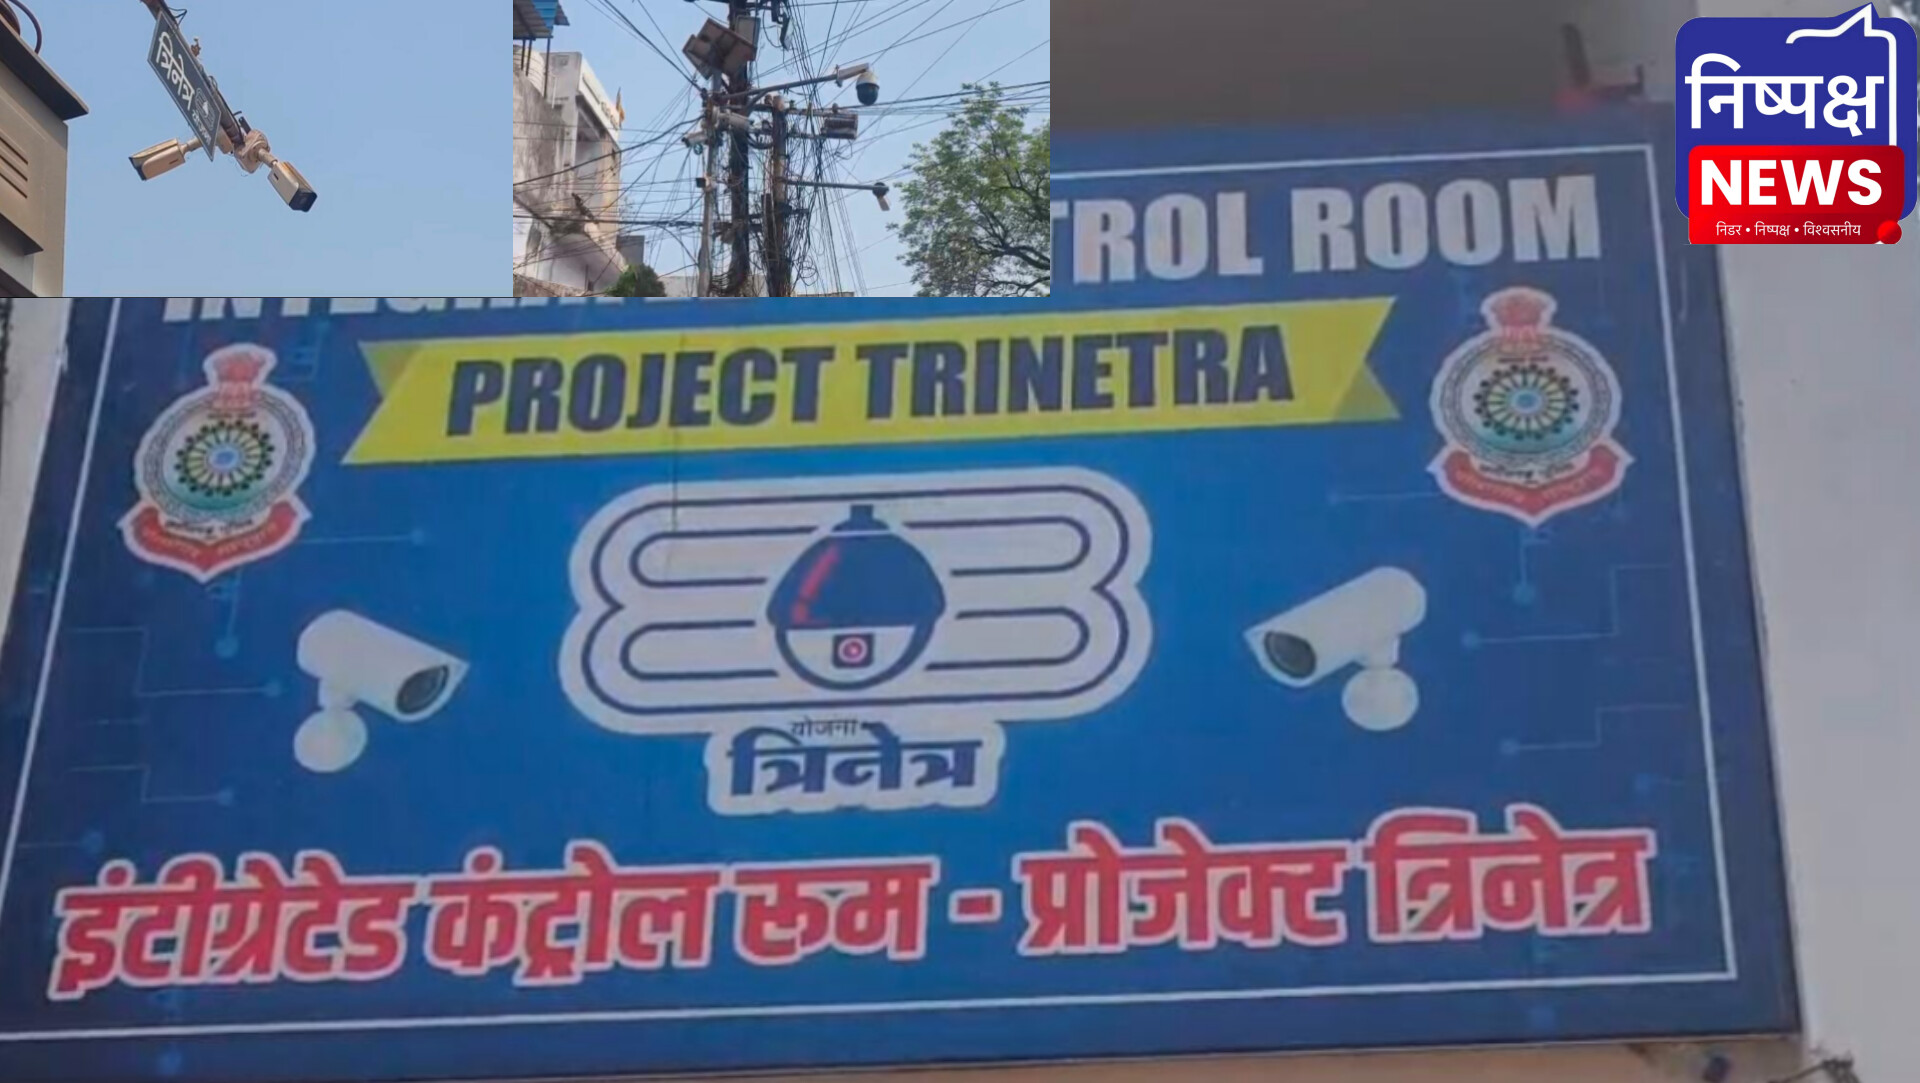 त्रिनेत्र
निष्पक्ष
NEWS
निडर • निष्पक्ष • विश्वसनीय
TROL ROOM
PROJECT TRINETRA
योजना
त्रिनेत्र
इंटीग्रेटेड कंट्रोल रूम - प्रोजेक्ट त्रिनेत्र